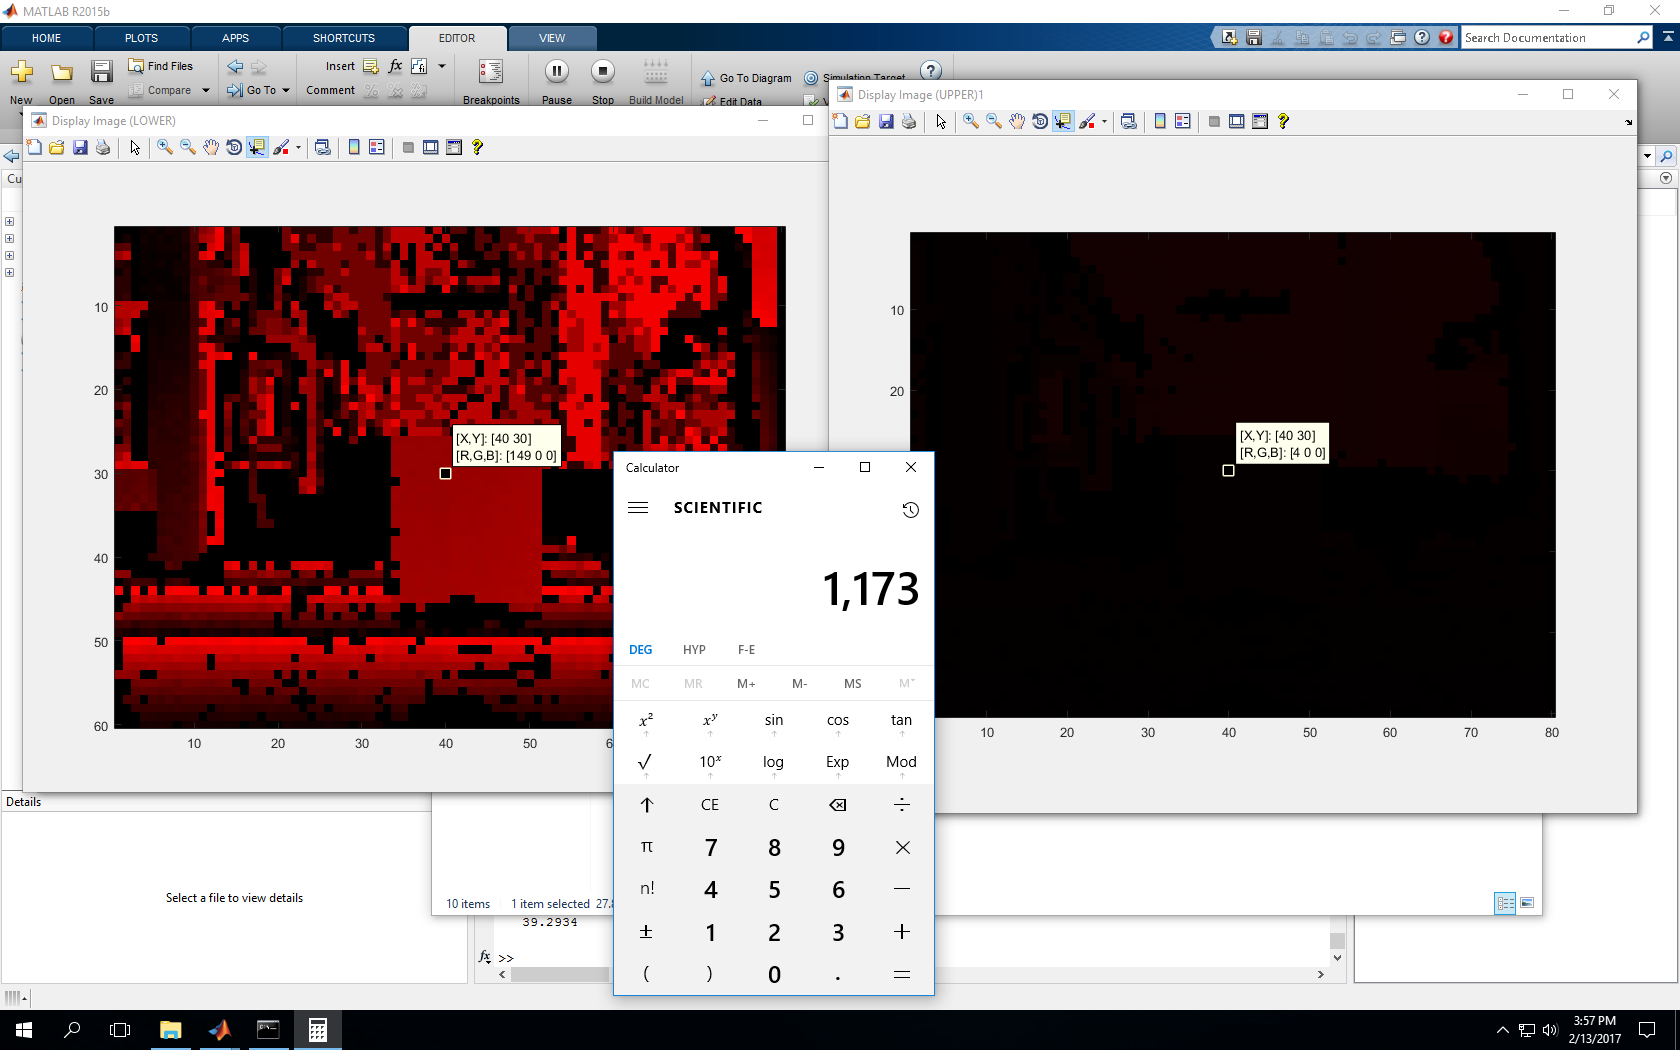 MATLAB R2015b
HOME PLOTS APPS SHORTCUTS EDITOR VIEW
Search Documentation
Find Files
Insert
Go To Diagram
Simulation Target
Compare
Go To
Comment
Edit Data
New Open Save
Breakpoints Pause Stop Build Model
Display Image (LOWER)
Display Image (UPPER)1
Cu
10
20
30
40
50
60
10 20 30 40 50 6
[X,Y]: [40 30]
[R,G,B]: [149 0 0]
10
20
10 20 30 40 50 60 70 80
[X,Y]: [40 30]
[R,G,B]: [4 0 0]
Calculator
SCIENTIFIC
1,173
DEG HYP F-E
MC MR M+ M- MS M
x² xʸ sin cos tan
√ 10ˣ log Exp Mod
↑ CE C ÷
π 7 8 9 ×
n! 4 5 6 −
± 1 2 3 +
( ) 0 . =
Details
Select a file to view details
10 items 1 item selected 27.8
39.2934
fx >>
3:57 PM
2/13/2017